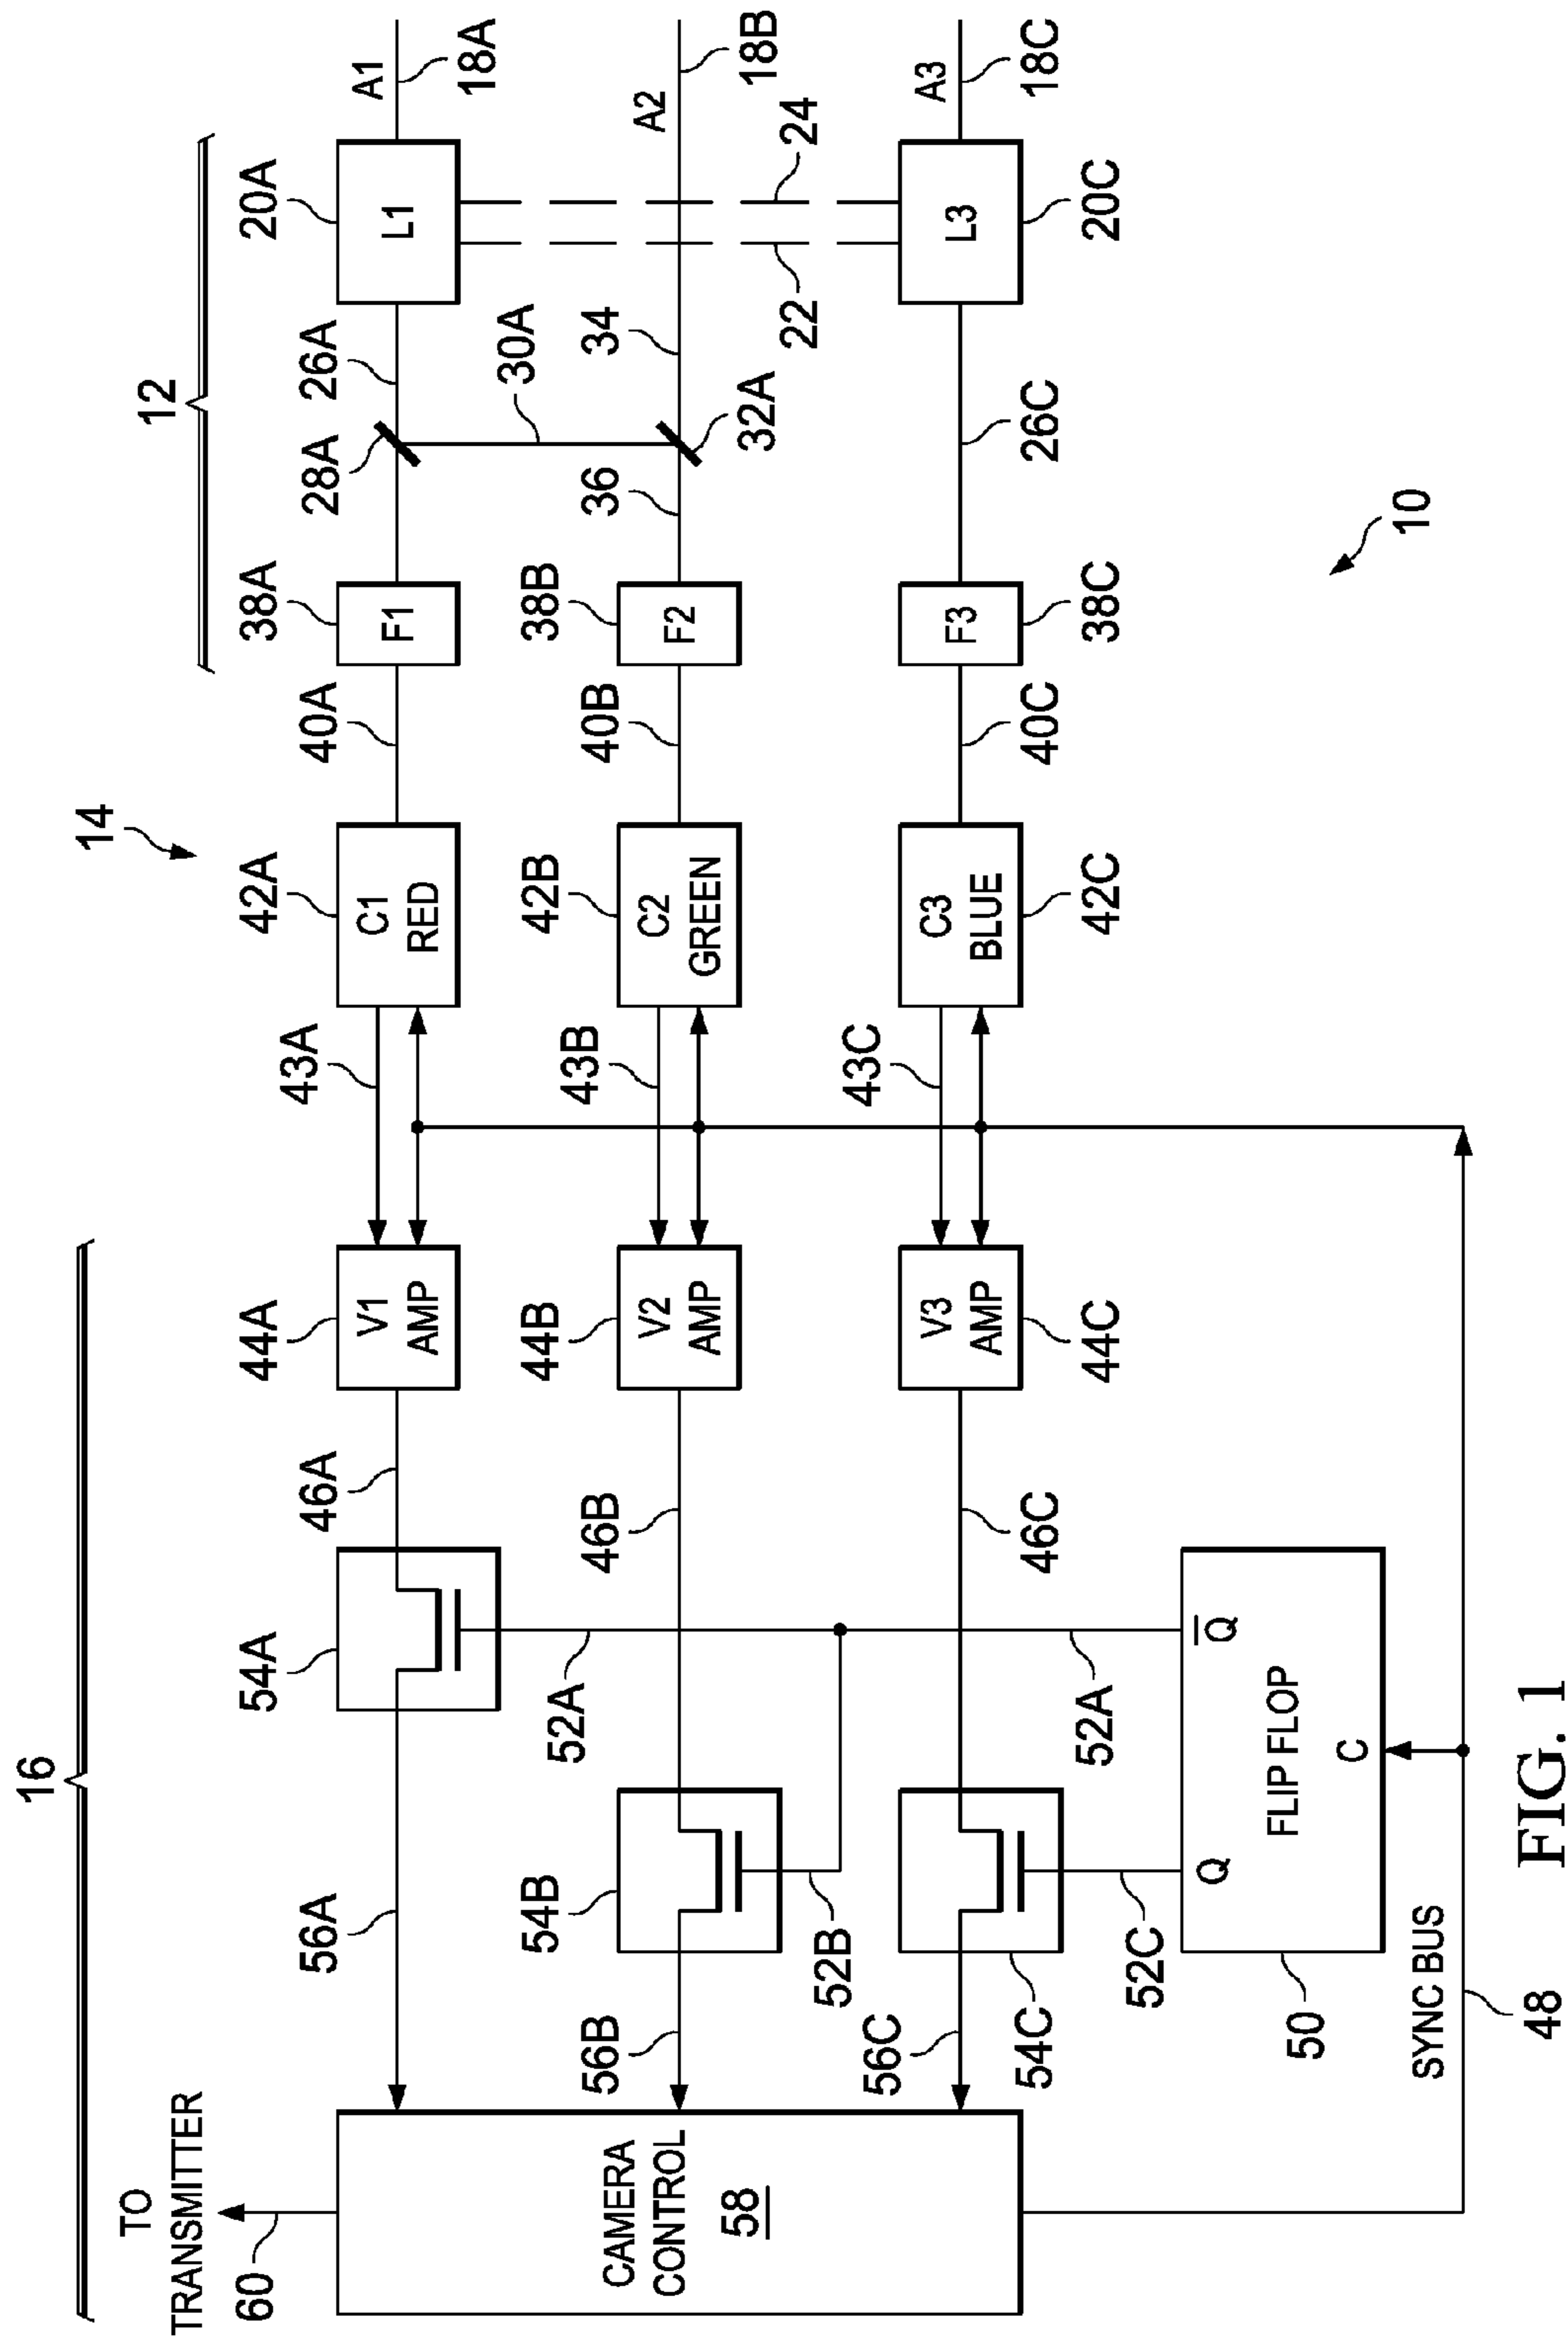 12
20A
A1
18A
L1
26A
28A
30A
38A
F1
40A
14
42A
C1
RED
43A
16
44A
V1
AMP
46A
54A
52A
56A
TO
TRANSMITTER
60
A2
18B
34
32A
36
24
22
38B
F2
40B
42B
C2
GREEN
43B
44B
V2
AMP
46B
54B
52B
56B
A3
18C
L3
20C
26C
38C
F3
40C
42C
C3
BLUE
43C
44C
V3
AMP
46C
52A
54C
52C
56C
CAMERA
CONTROL
58
Q̅
Q
FLIP FLOP
C
50
SYNC BUS
48
10
FIG. 1